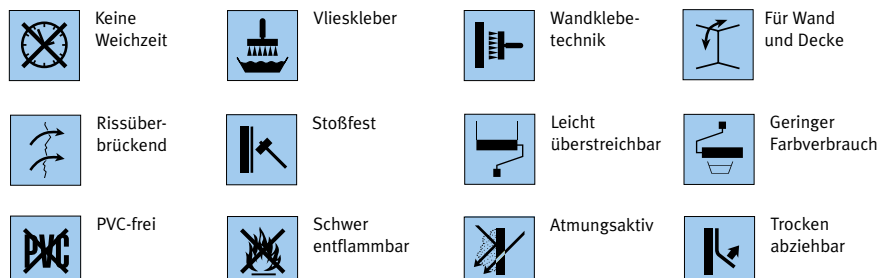 Keine
Weichzeit
Vlieskleber
Wandklebe-
technik
Für Wand
und Decke
Rissüber-
brückend
Stoßfest
Leicht
überstreichbar
Geringer
Farbverbrauch
PVC
PVC-frei
Schwer
entflammbar
Atmungsaktiv
Trocken
abziehbar